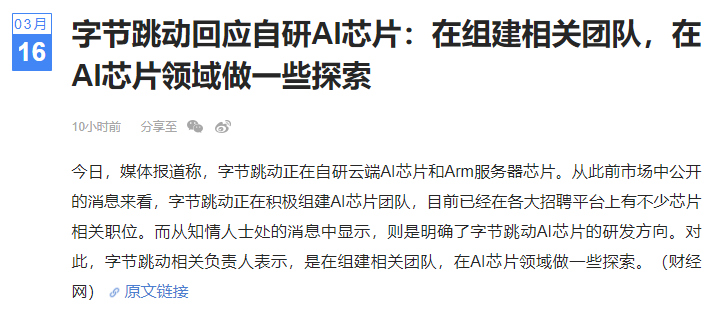 03月
16
字节跳动回应自研AI芯片：在组建相关团队，在
AI芯片领域做一些探索
10小时前 分享至
今日，媒体报道称，字节跳动正在自研云端AI芯片和Arm服务器芯片。从此前市场中公开
的消息来看，字节跳动正在积极组建AI芯片团队，目前已经在各大招聘平台上有不少芯片
相关职位。而从知情人士处的消息中显示，则是明确了字节跳动AI芯片的研发方向。对
此，字节跳动相关负责人表示，是在组建相关团队，在AI芯片领域做一些探索。（财经
网） 原文链接